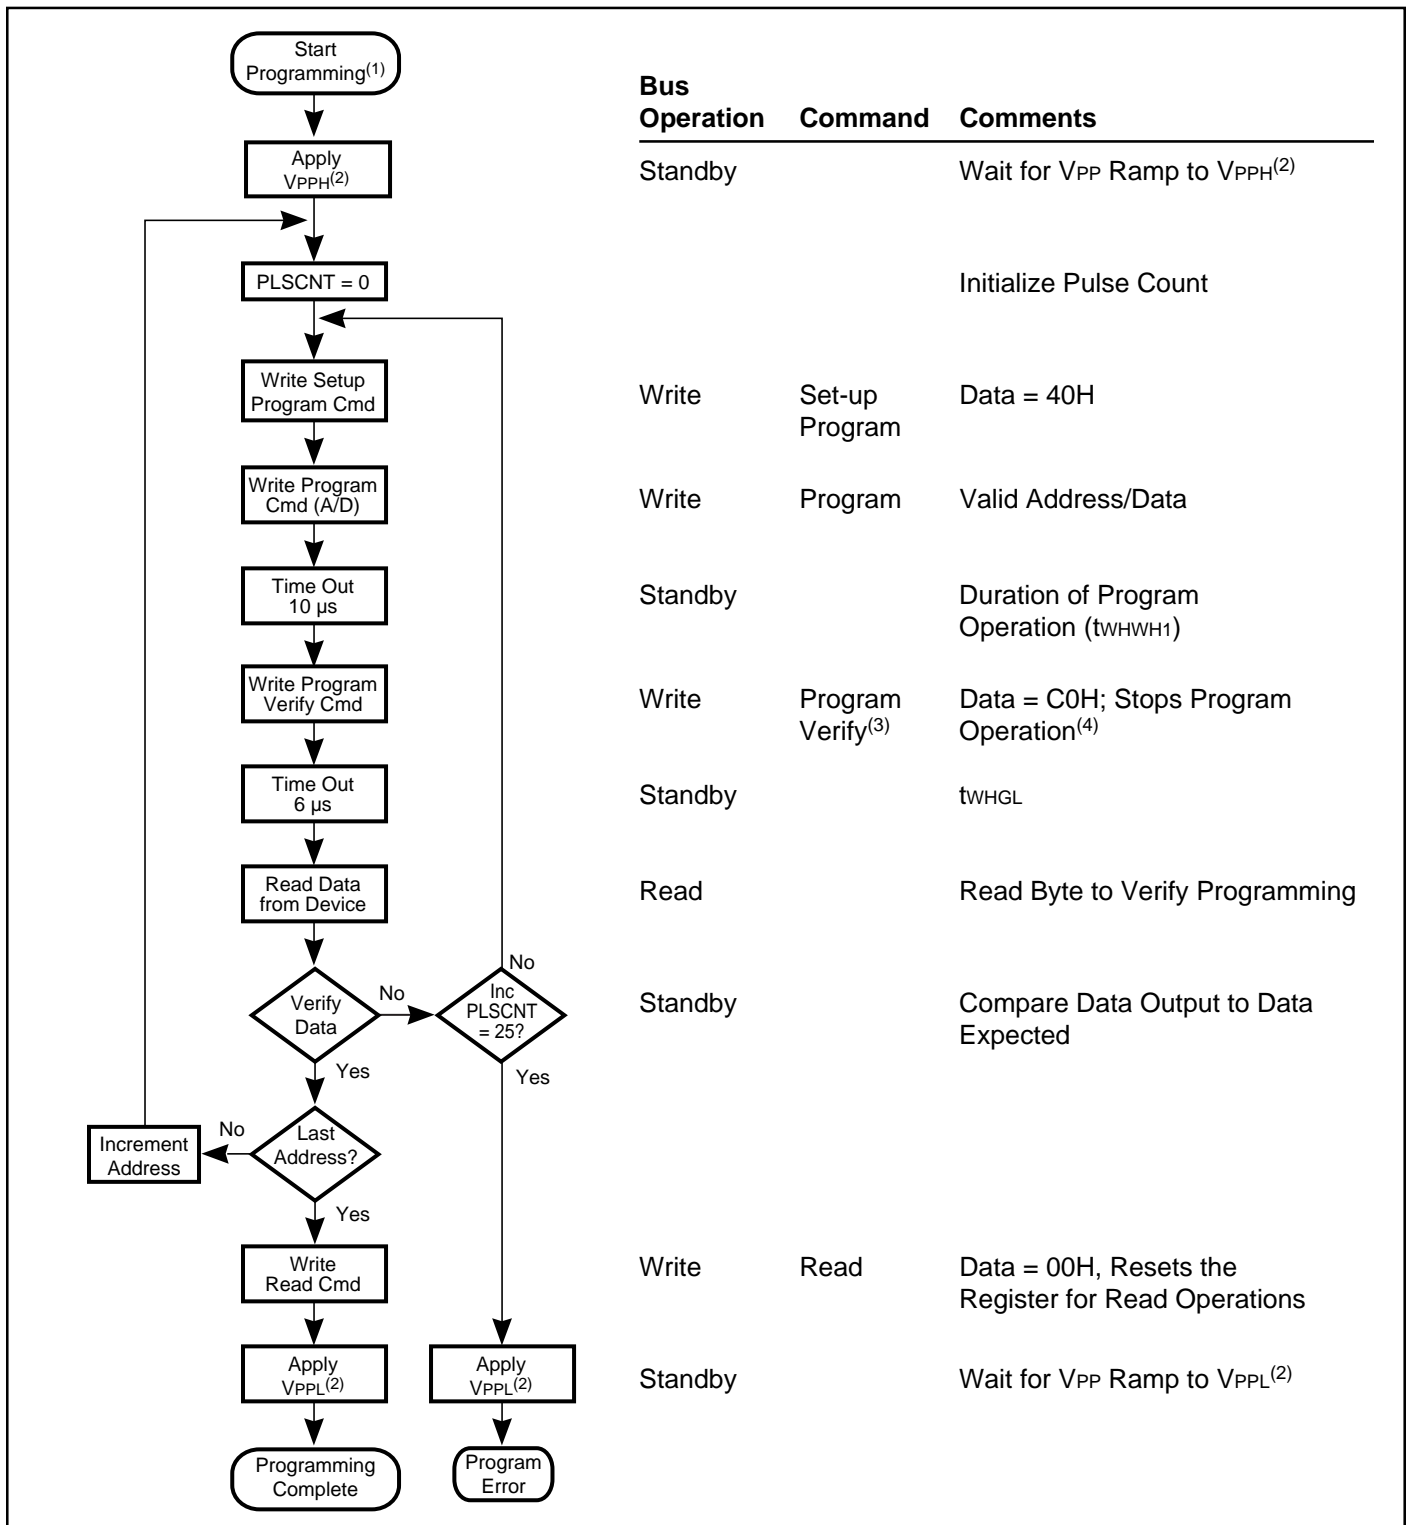 Start
Programming(1)
Apply
VPPH(2)
PLSCNT = 0
Write Setup
Program Cmd
Write Program
Cmd (A/D)
Time Out
10 µs
Write Program
Verify Cmd
Time Out
6 µs
Read Data
from Device
Verify
Data
No
Yes
Inc
PLSCNT
= 25?
No
Yes
Last
Address?
No
Yes
Increment
Address
Write
Read Cmd
Apply
VPPL(2)
Programming
Complete
Apply
VPPL(2)
Program
Error
Bus
Operation Command Comments
Standby Wait for VPP Ramp to VPPH(2)
Initialize Pulse Count
Write Set-up Data = 40H
Program
Write Program Valid Address/Data
Standby Duration of Program
Operation (tWHWH1)
Write Program Data = C0H; Stops Program
Verify(3) Operation(4)
Standby tWHGL
Read Read Byte to Verify Programming
Standby Compare Data Output to Data
Expected
Write Read Data = 00H, Resets the
Register for Read Operations
Standby Wait for VPP Ramp to VPPL(2)